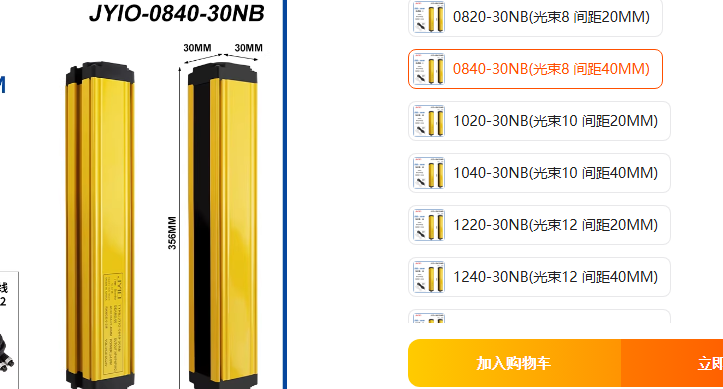 JYIO-0840-30NB
30MM 30MM
356MM
M
线
2
0820-30NB(光束8 间距20MM)
0840-30NB(光束8 间距40MM)
1020-30NB(光束10 间距20MM)
1040-30NB(光束10 间距40MM)
1220-30NB(光束12 间距20MM)
1240-30NB(光束12 间距40MM)
加入购物车
立即